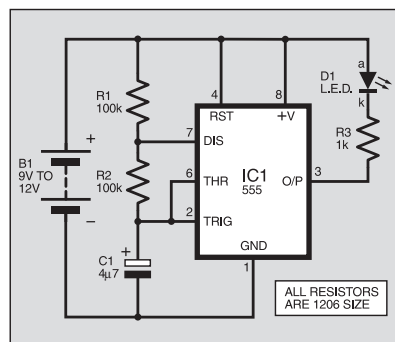 R1
100k
4
8
RST
+V
D1
L.E.D.
a
k
7
DIS
R3
1k
B1
9V TO
12V
+
–
R2
100k
6
THR
IC1
555
O/P
3
2
TRIG
GND
1
+
C1
4µ7
ALL RESISTORS
ARE 1206 SIZE